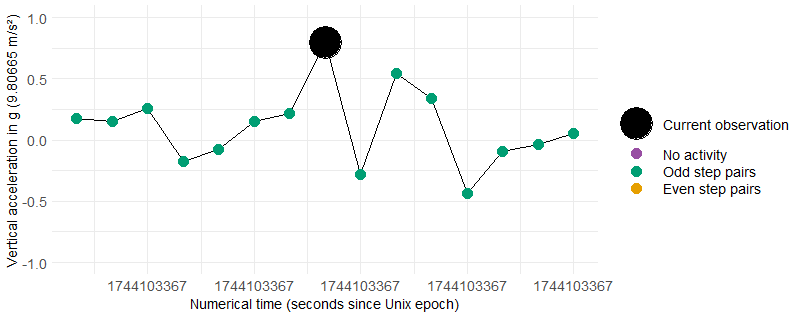 Vertical acceleration in g (9.80665 m/s²)
1.0
0.5
0.0
-0.5
-1.0
1744103367 1744103367 1744103367 1744103367 1744103367
Numerical time (seconds since Unix epoch)
Current observation
No activity
Odd step pairs
Even step pairs